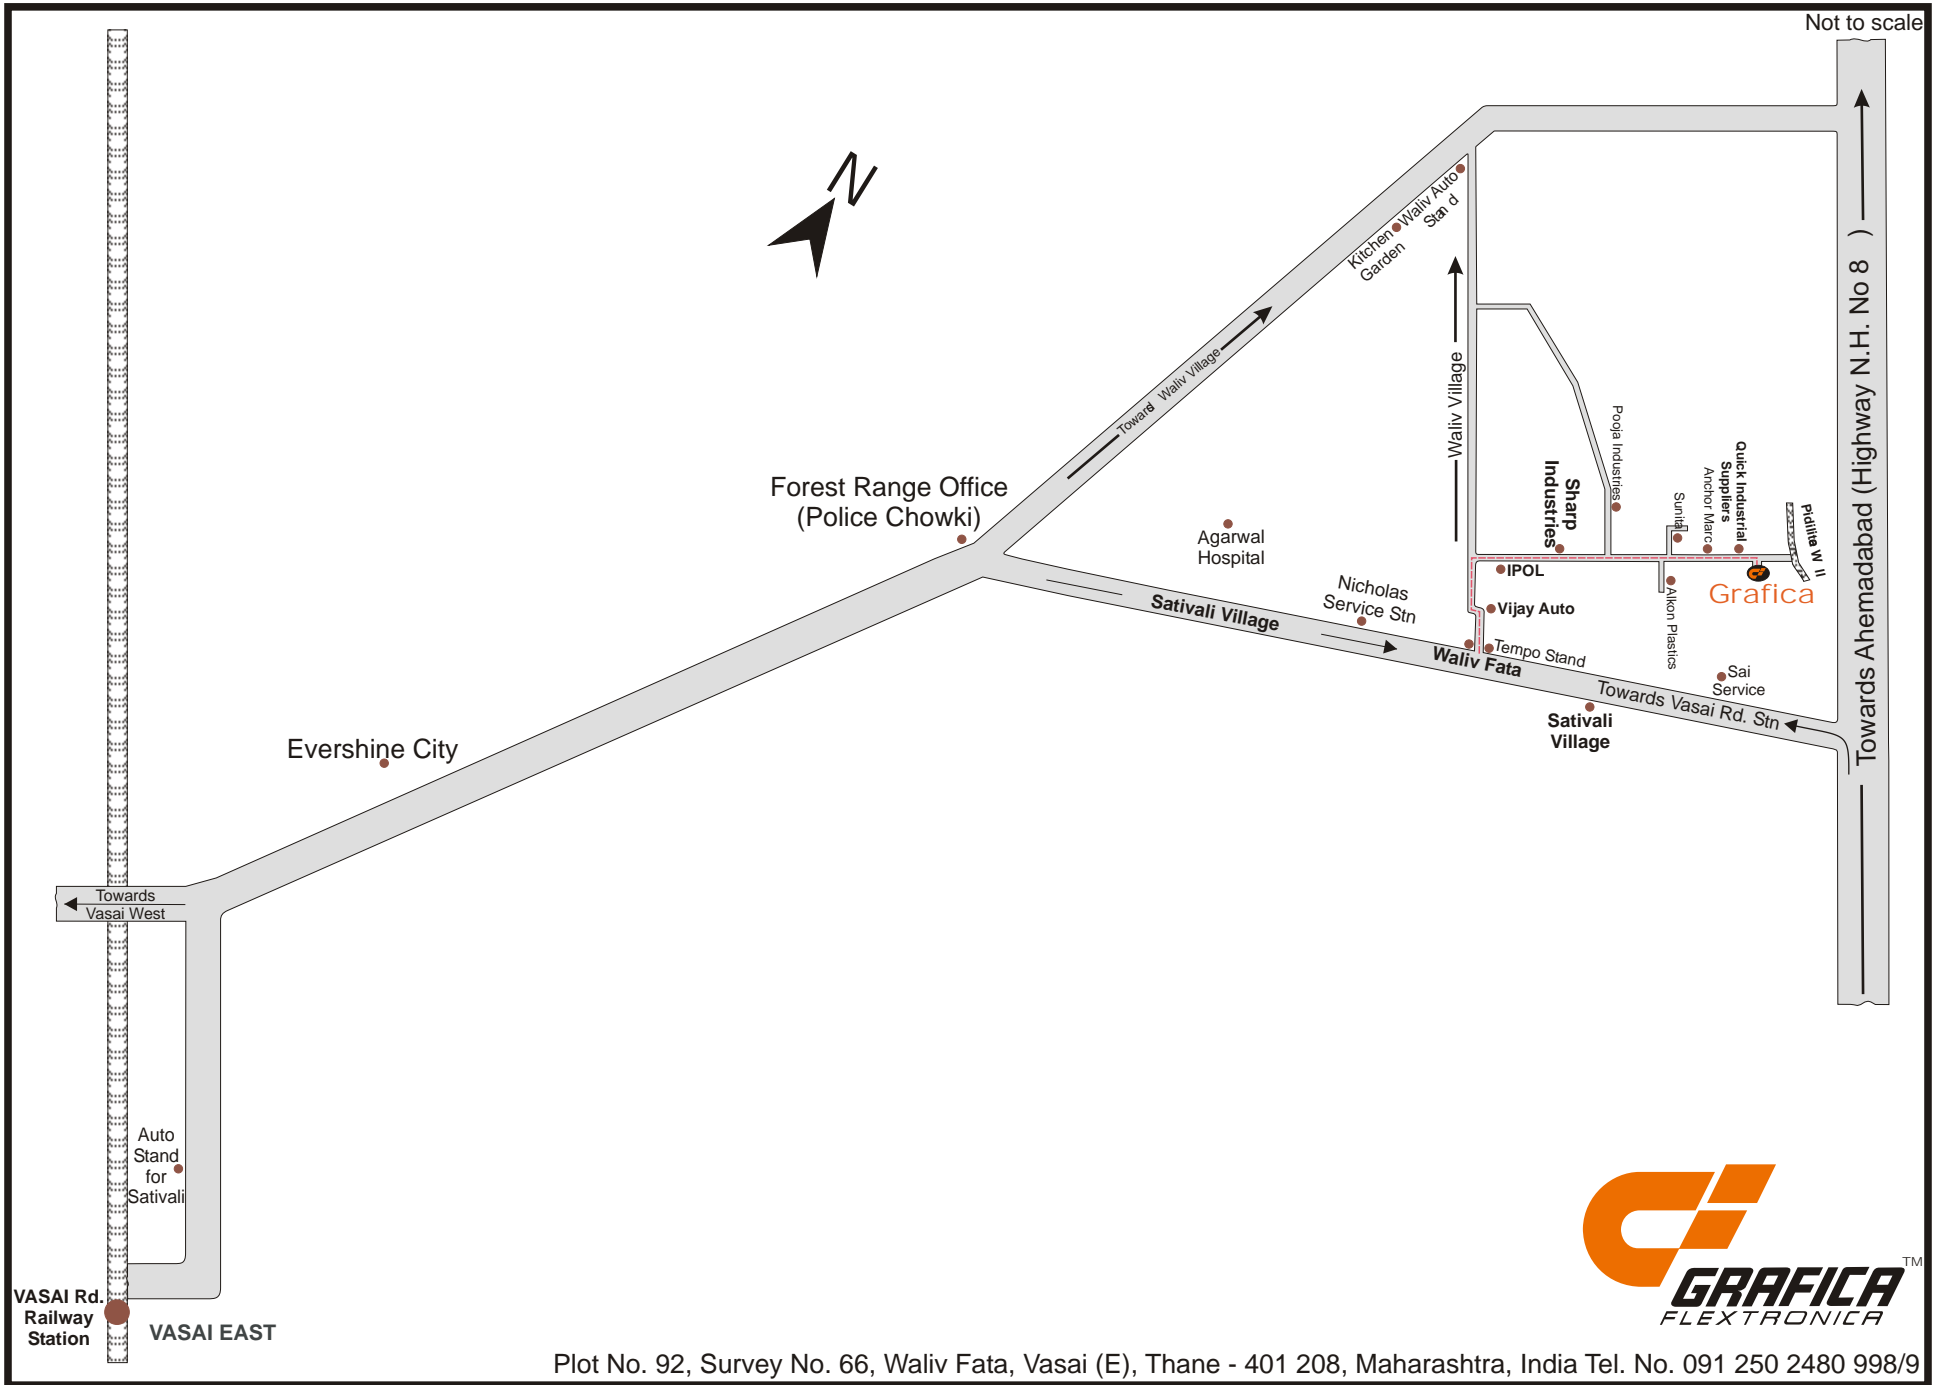 Not to scale
N
Waliv Auto
Stan d
Kitchen
Garden
Towards Waliv Village
Waliv Village
Towards Ahemadabad (Highway N.H. No 8 )
Forest Range Office
(Police Chowki)
Agarwal
Hospital
Sharp
Industries
Pooja Industries
Sunita
Anchor Marc
Quick Industrial
Suppliers
Pidilite W II
IPOL
Grafica
Alkon Plastics
Vijay Auto
Nicholas
Service Stn
Sativali Village
Waliv Fata
Tempo Stand
Sai
Service
Towards Vasai Rd. Stn
Sativali
Village
Evershine City
Towards
Vasai West
Auto
Stand
for
Sativali
VASAI Rd.
Railway
Station
VASAI EAST
GRAFICA TM
FLEXTRONICA
Plot No. 92, Survey No. 66, Waliv Fata, Vasai (E), Thane - 401 208, Maharashtra, India Tel. No. 091 250 2480 998/9